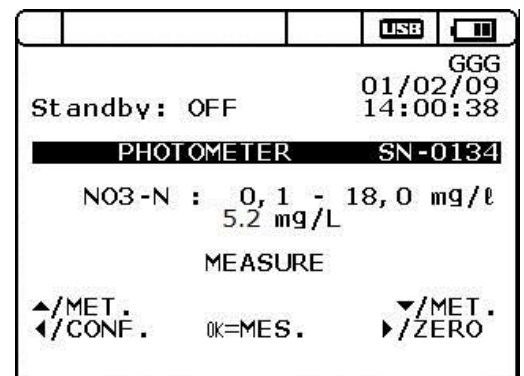 USB
GGG
01/02/09
Standby: OFF 14:00:38
PHOTOMETER SN-0134
NO3-N : 0,1 - 18,0 mg/ℓ
5.2 mg/L
MEASURE
▲/MET. ▼/MET.
◀/CONF. OK=MES. ▶/ZERO